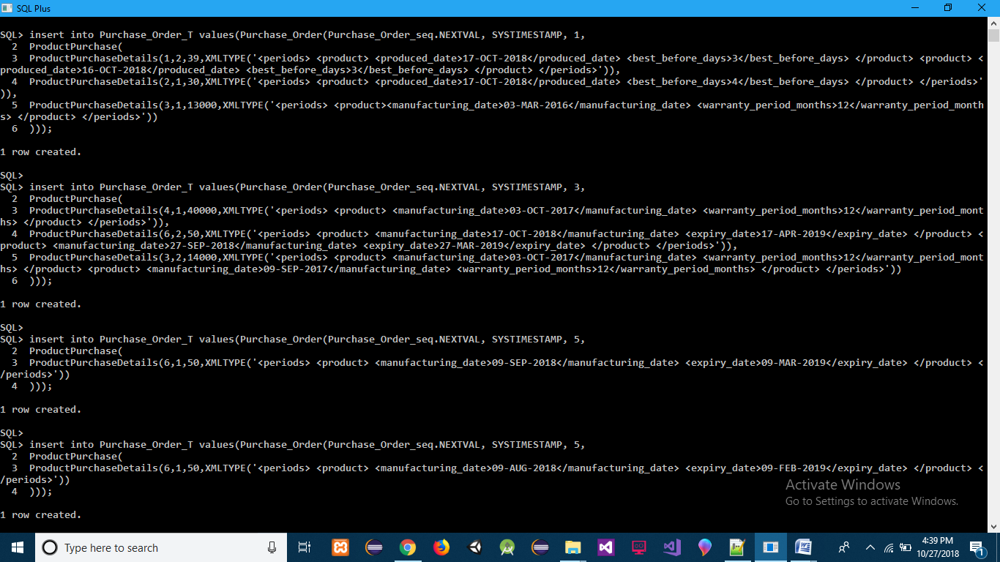 SQL Plus
SQL> insert into Purchase_Order_T values(Purchase_Order(Purchase_Order_seq.NEXTVAL, SYSTIMESTAMP, 1,
  2  ProductPurchase(
  3  ProductPurchaseDetails(1,2,39,XMLTYPE('<periods> <product> <produced_date>17-OCT-2018</produced_date> <best_before_days>3</best_before_days> </product> <product> <
produced_date>16-OCT-2018</produced_date> <best_before_days>3</best_before_days> </product> </periods>')),
  4  ProductPurchaseDetails(2,1,30,XMLTYPE('<periods> <product> <produced_date>17-OCT-2018</produced_date> <best_before_days>4</best_before_days> </product> </periods>'
)),
  5  ProductPurchaseDetails(3,1,13000,XMLTYPE('<periods> <product><manufacturing_date>03-MAR-2016</manufacturing_date> <warranty_period_months>12</warranty_period_month
s> </product> </periods>'))
  6  )));
1 row created.
SQL>
SQL> insert into Purchase_Order_T values(Purchase_Order(Purchase_Order_seq.NEXTVAL, SYSTIMESTAMP, 3,
  2  ProductPurchase(
  3  ProductPurchaseDetails(4,1,40000,XMLTYPE('<periods> <product> <manufacturing_date>03-OCT-2017</manufacturing_date> <warranty_period_months>12</warranty_period_mont
hs> </product> </periods>')),
  4  ProductPurchaseDetails(6,2,50,XMLTYPE('<periods> <product> <manufacturing_date>17-OCT-2018</manufacturing_date> <expiry_date>17-APR-2019</expiry_date> </product> <
product> <manufacturing_date>27-SEP-2018</manufacturing_date> <expiry_date>27-MAR-2019</expiry_date> </product> </periods>')),
  5  ProductPurchaseDetails(3,2,14000,XMLTYPE('<periods> <product> <manufacturing_date>03-OCT-2017</manufacturing_date> <warranty_period_months>12</warranty_period_mont
hs> </product> <product> <manufacturing_date>09-SEP-2017</manufacturing_date> <warranty_period_months>12</warranty_period_months> </product> </periods>'))
  6  )));
1 row created.
SQL>
SQL> insert into Purchase_Order_T values(Purchase_Order(Purchase_Order_seq.NEXTVAL, SYSTIMESTAMP, 5,
  2  ProductPurchase(
  3  ProductPurchaseDetails(6,1,50,XMLTYPE('<periods> <product> <manufacturing_date>09-SEP-2018</manufacturing_date> <expiry_date>09-MAR-2019</expiry_date> </product> <
/periods>'))
  4  )));
1 row created.
SQL>
SQL> insert into Purchase_Order_T values(Purchase_Order(Purchase_Order_seq.NEXTVAL, SYSTIMESTAMP, 5,
  2  ProductPurchase(
  3  ProductPurchaseDetails(6,1,50,XMLTYPE('<periods> <product> <manufacturing_date>09-AUG-2018</manufacturing_date> <expiry_date>09-FEB-2019</expiry_date> </product> <
/periods>'))
  4  )));
1 row created.
Activate Windows
Go to Settings to activate Windows.
Type here to search
4:39 PM
10/27/2018
1